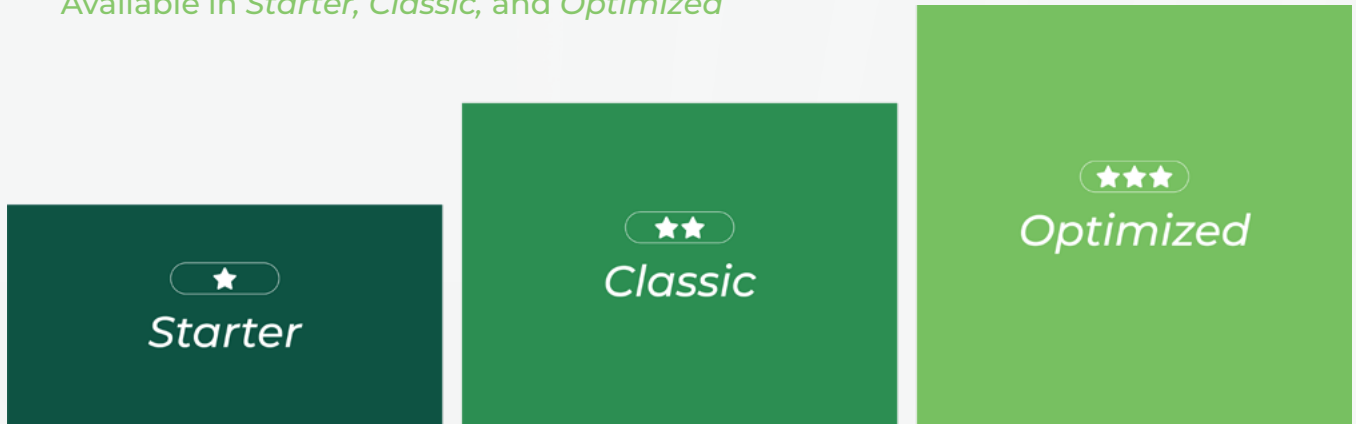 Available in Starter, Classic, and Optimized
Starter
Classic
Optimized